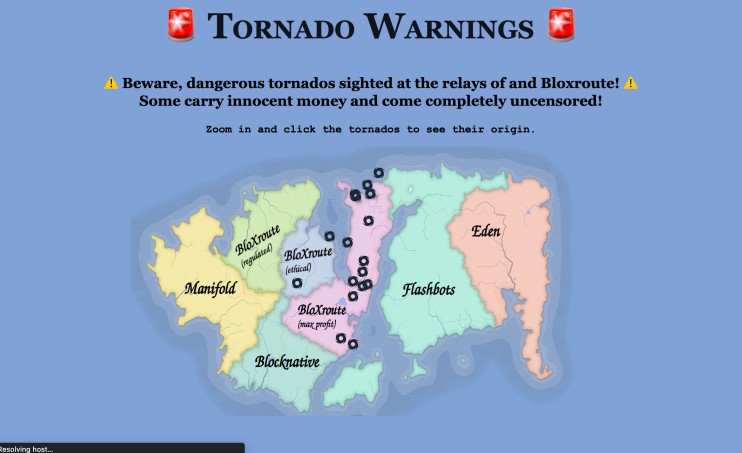 TORNADO WARNINGS
Beware, dangerous tornados sighted at the relays of and Bloxroute!
Some carry innocent money and come completely uncensored!
Zoom in and click the tornados to see their origin.
BloXroute
(regulated)
BloXroute
(ethical)
Eden
Manifold
Flashbots
BloXroute
(max profit)
Blocknative
Resolving host...